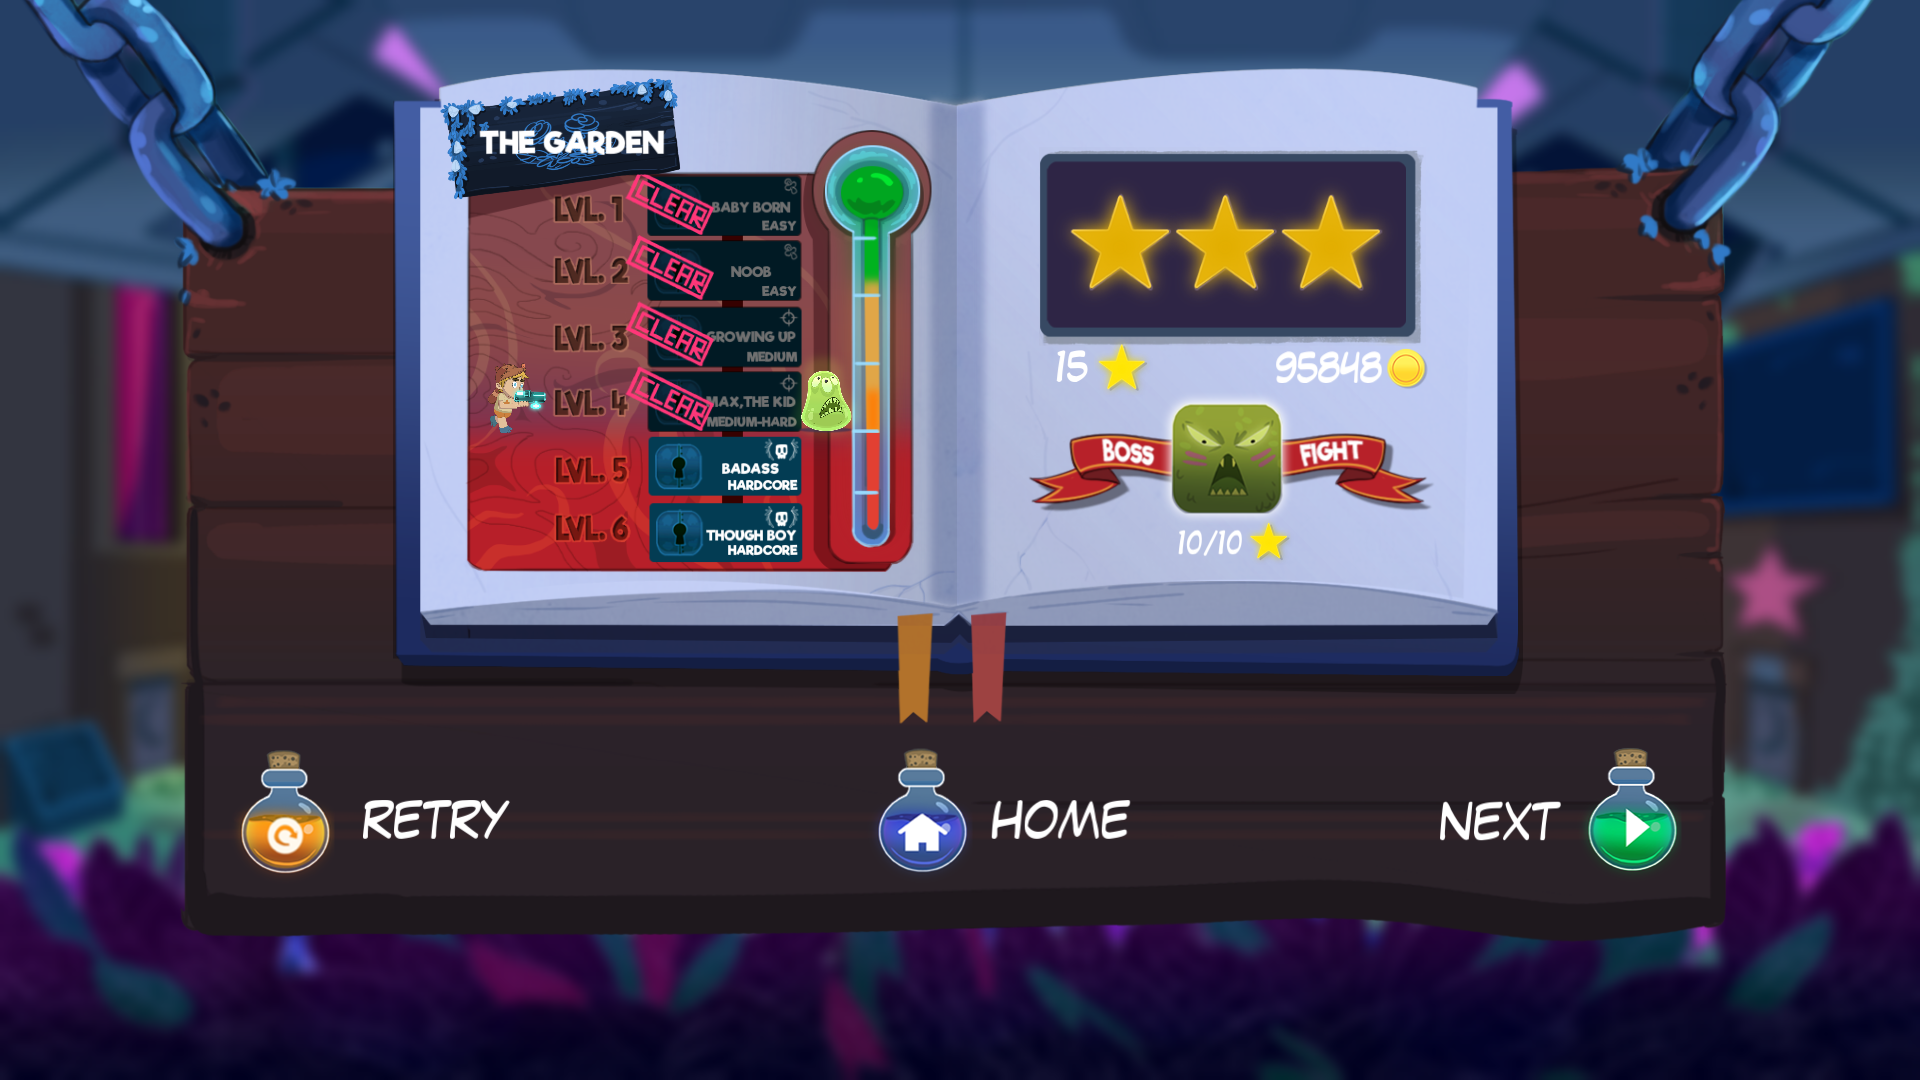 THE GARDEN
LVL. 1
CLEAR
BABY BORN
EASY
LVL. 2
CLEAR
NOOB
EASY
LVL. 3
CLEAR
GROWING UP
MEDIUM
LVL. 4
CLEAR
MAX,THE KID
MEDIUM-HARD
LVL. 5
BADASS
HARDCORE
LVL. 6
THOUGH BOY
HARDCORE
15
95848
BOSS FIGHT
10/10
RETRY
HOME
NEXT